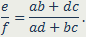 e/f = (ab + dc)/(ad + bc).